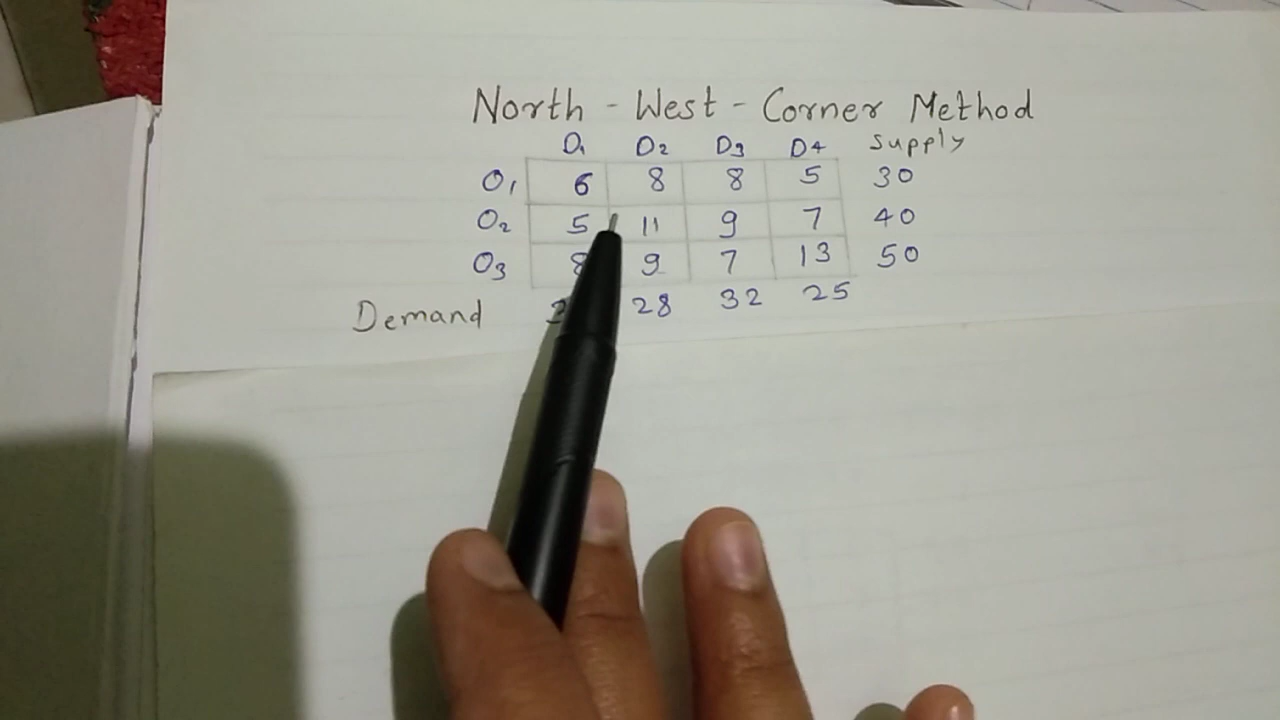 North - West - Corner Method
D1 D2 D3 D4 Supply
O1 6 8 8 5 30
O2 5 11 9 7 40
O3 8 9 7 13 50
Demand 28 32 25